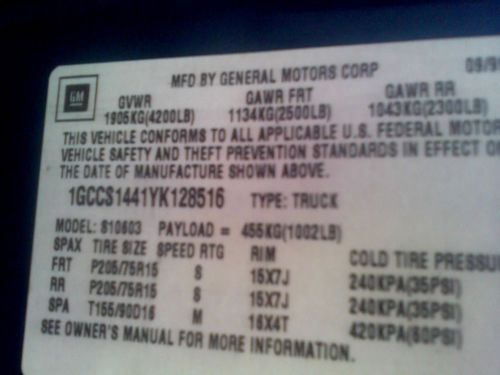 GM
MFD BY GENERAL MOTORS CORP
GVWR GAWR FRT GAWR RR
1905KG(4200LB) 1134KG(2500LB) 1043KG(2300LB)
THIS VEHICLE CONFORMS TO ALL APPLICABLE U.S. FEDERAL MOTOR
VEHICLE SAFETY AND THEFT PREVENTION STANDARDS IN EFFECT O
THE DATE OF MANUFACTURE SHOWN ABOVE.
1GCCS1441YK128516 TYPE: TRUCK
MODEL: S10603 PAYLOAD = 455KG(1002LB)
SPAX TIRE SIZE SPEED RTG RIM COLD TIRE PRESSU
FRT P205/75R15 S 15X7J 240KPA(35PSI)
RR P205/75R15 S 15X7J 240KPA(35PSI)
SPA T155/90D16 M 16X4T 420KPA(60PSI)
SEE OWNER'S MANUAL FOR MORE INFORMATION.